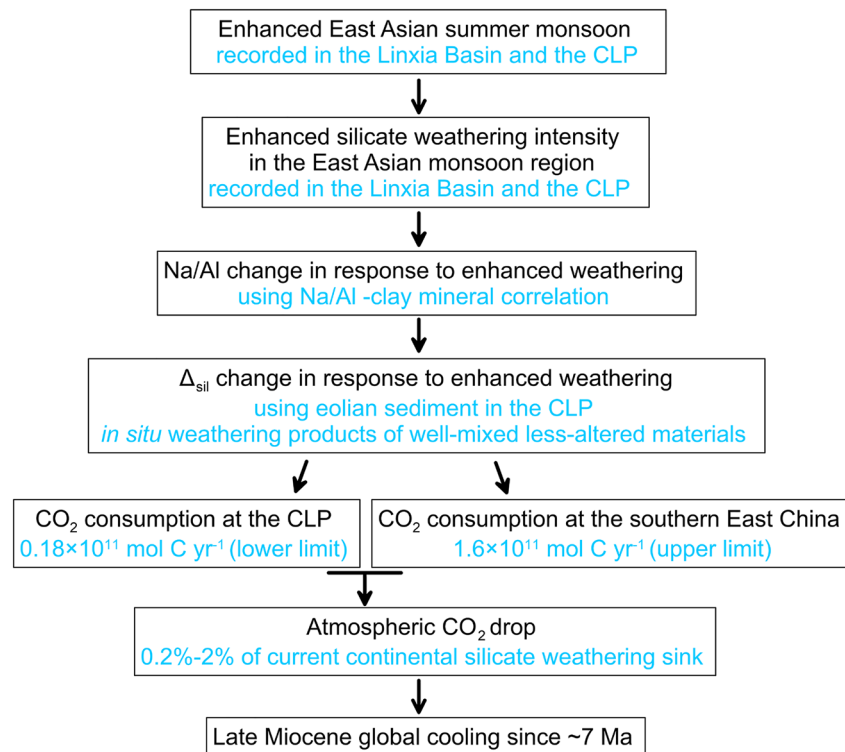 Enhanced East Asian summer monsoon
recorded in the Linxia Basin and the CLP
Enhanced silicate weathering intensity
in the East Asian monsoon region
recorded in the Linxia Basin and the CLP
Na/Al change in response to enhanced weathering
using Na/Al -clay mineral correlation
Δsil change in response to enhanced weathering
using eolian sediment in the CLP
in situ weathering products of well-mixed less-altered materials
CO₂ consumption at the CLP
0.18×10¹¹ mol C yr⁻¹ (lower limit)
CO₂ consumption at the southern East China
1.6×10¹¹ mol C yr⁻¹ (upper limit)
Atmospheric CO₂ drop
0.2%-2% of current continental silicate weathering sink
Late Miocene global cooling since ~7 Ma